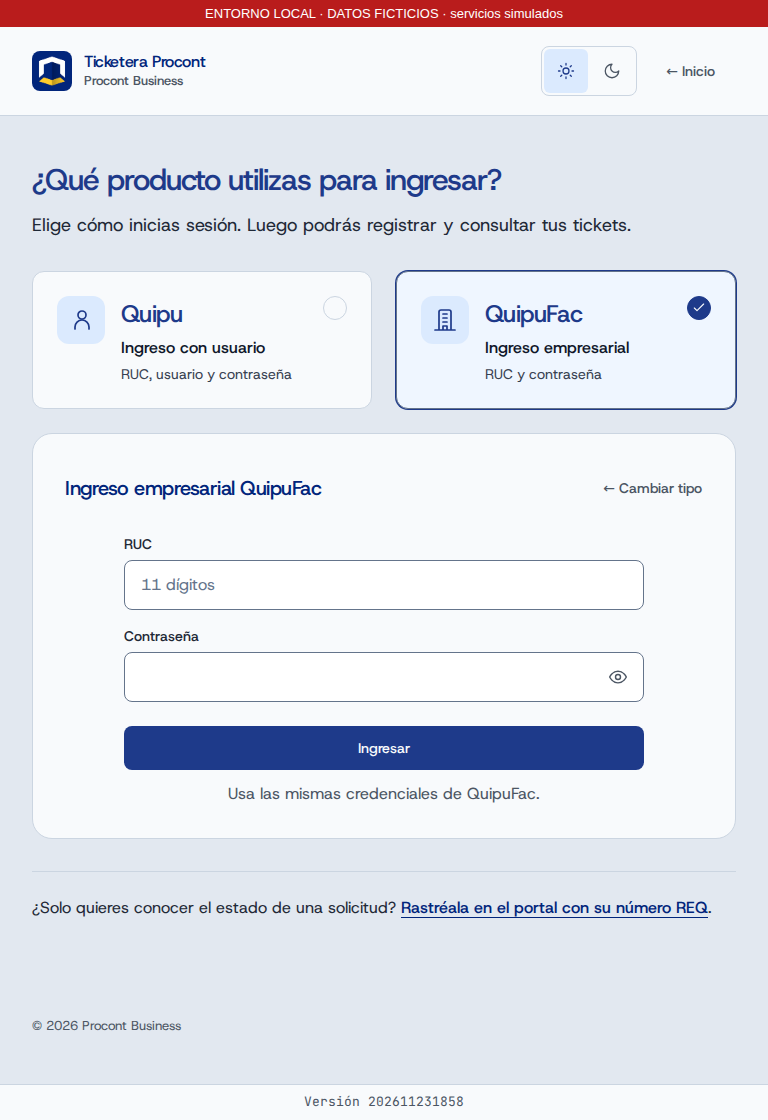 ENTORNO LOCAL · DATOS FICTICIOS · servicios simulados
Ticketera Procont
Procont Business
← Inicio
¿Qué producto utilizas para ingresar?
Elige cómo inicias sesión. Luego podrás registrar y consultar tus tickets.
Quipu
Ingreso con usuario
RUC, usuario y contraseña
QuipuFac
Ingreso empresarial
RUC y contraseña
Ingreso empresarial QuipuFac
← Cambiar tipo
RUC
11 dígitos
Contraseña
Ingresar
Usa las mismas credenciales de QuipuFac.
¿Solo quieres conocer el estado de una solicitud? Rastréala en el portal con su número REQ.
© 2026 Procont Business
Versión 202611231858